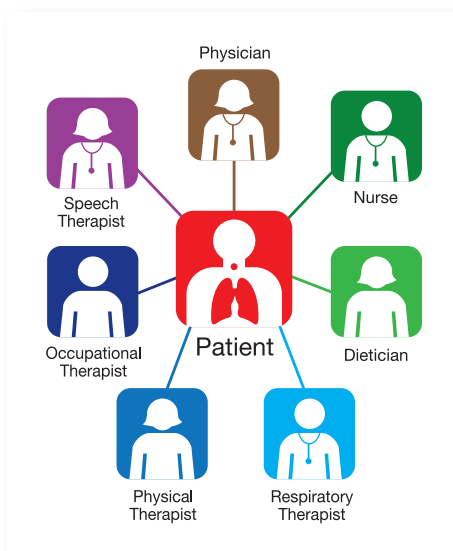 Physician
Speech
Therapist
Nurse
Patient
Occupational
Therapist
Dietician
Physical
Therapist
Respiratory
Therapist